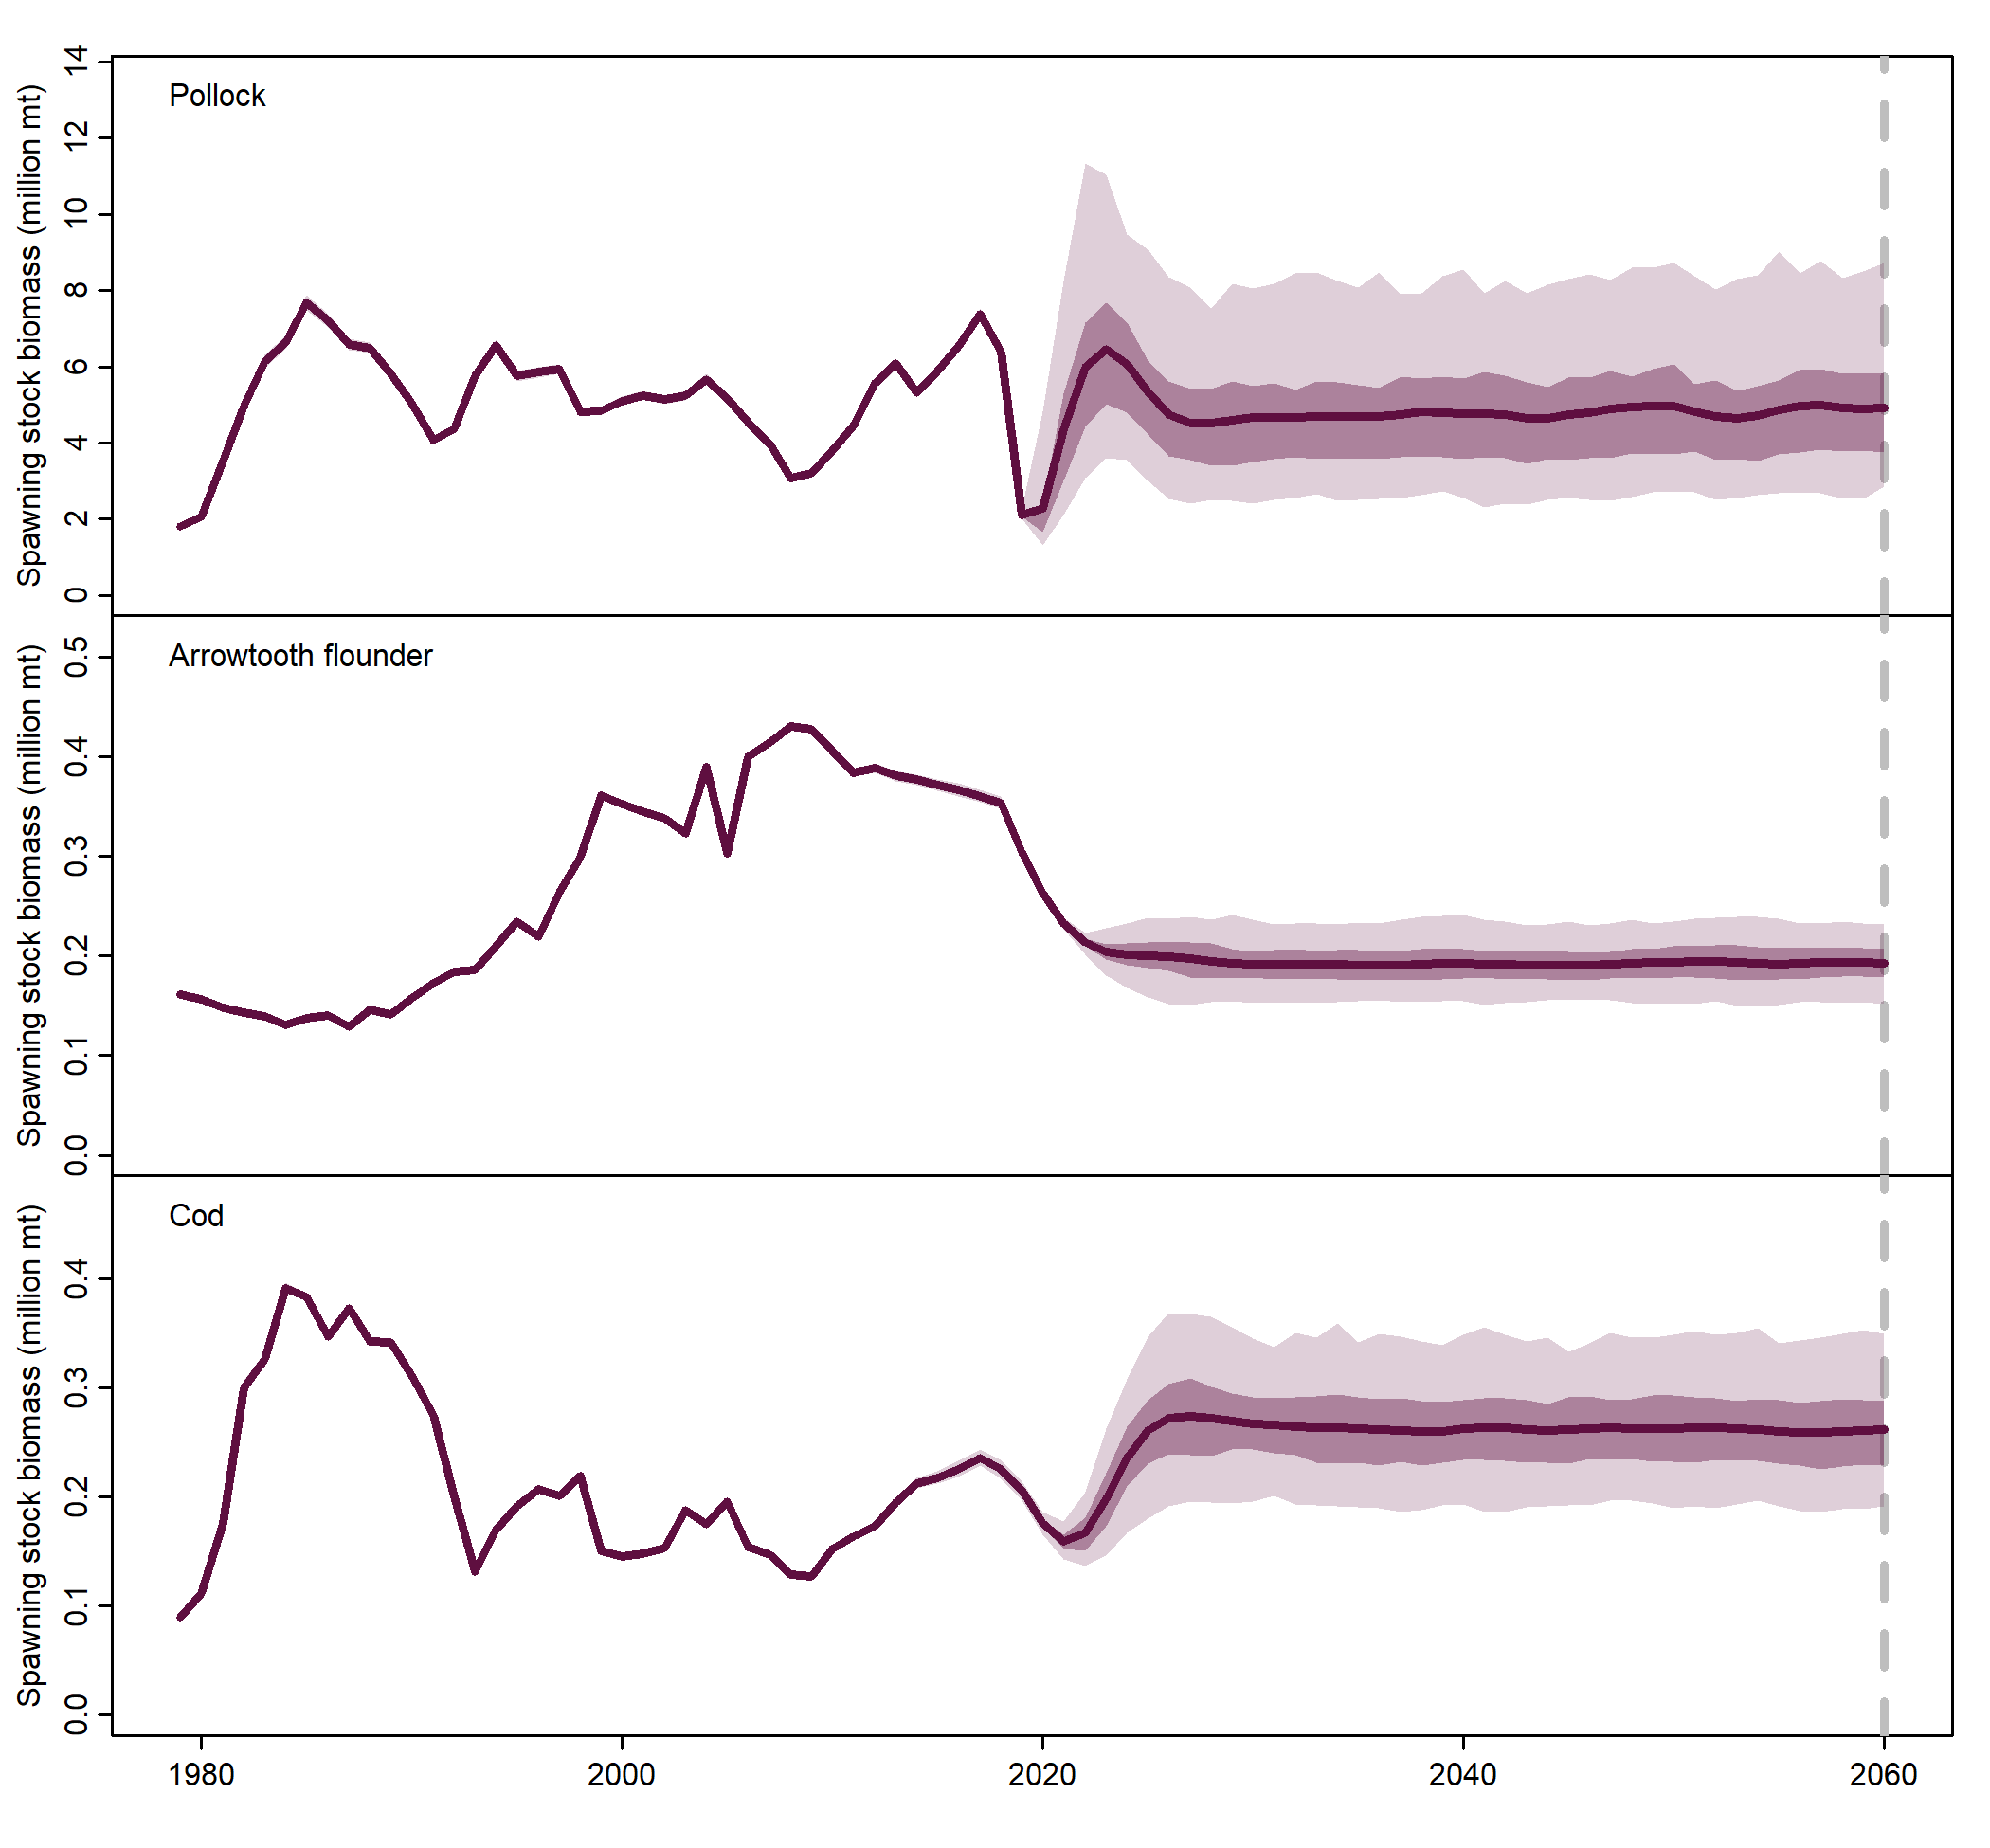 Pollock
Spawning stock biomass (million mt)
14
12
10
8
6
4
2
0
Arrowtooth flounder
Spawning stock biomass (million mt)
0.5
0.4
0.3
0.2
0.1
0.0
Cod
Spawning stock biomass (million mt)
0.4
0.3
0.2
0.1
0.0
1980 2000 2020 2040 2060